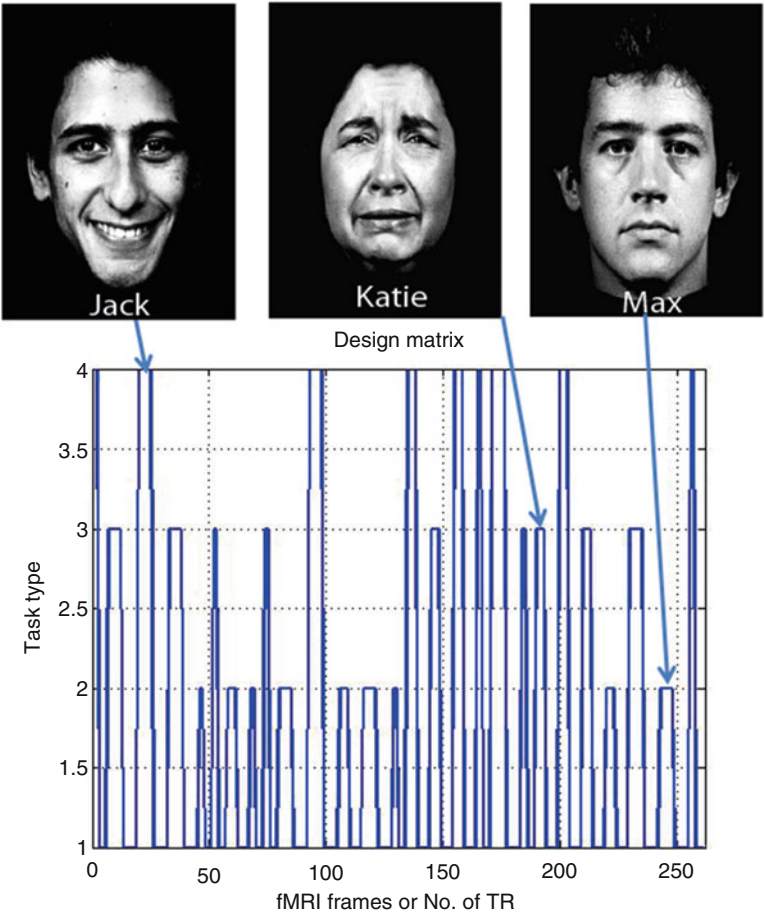 Jack
Katie
Max
Design matrix
4
3.5
3
2.5
2
1.5
1
Task type
0
50
100
150
200
250
fMRI frames or No. of TR